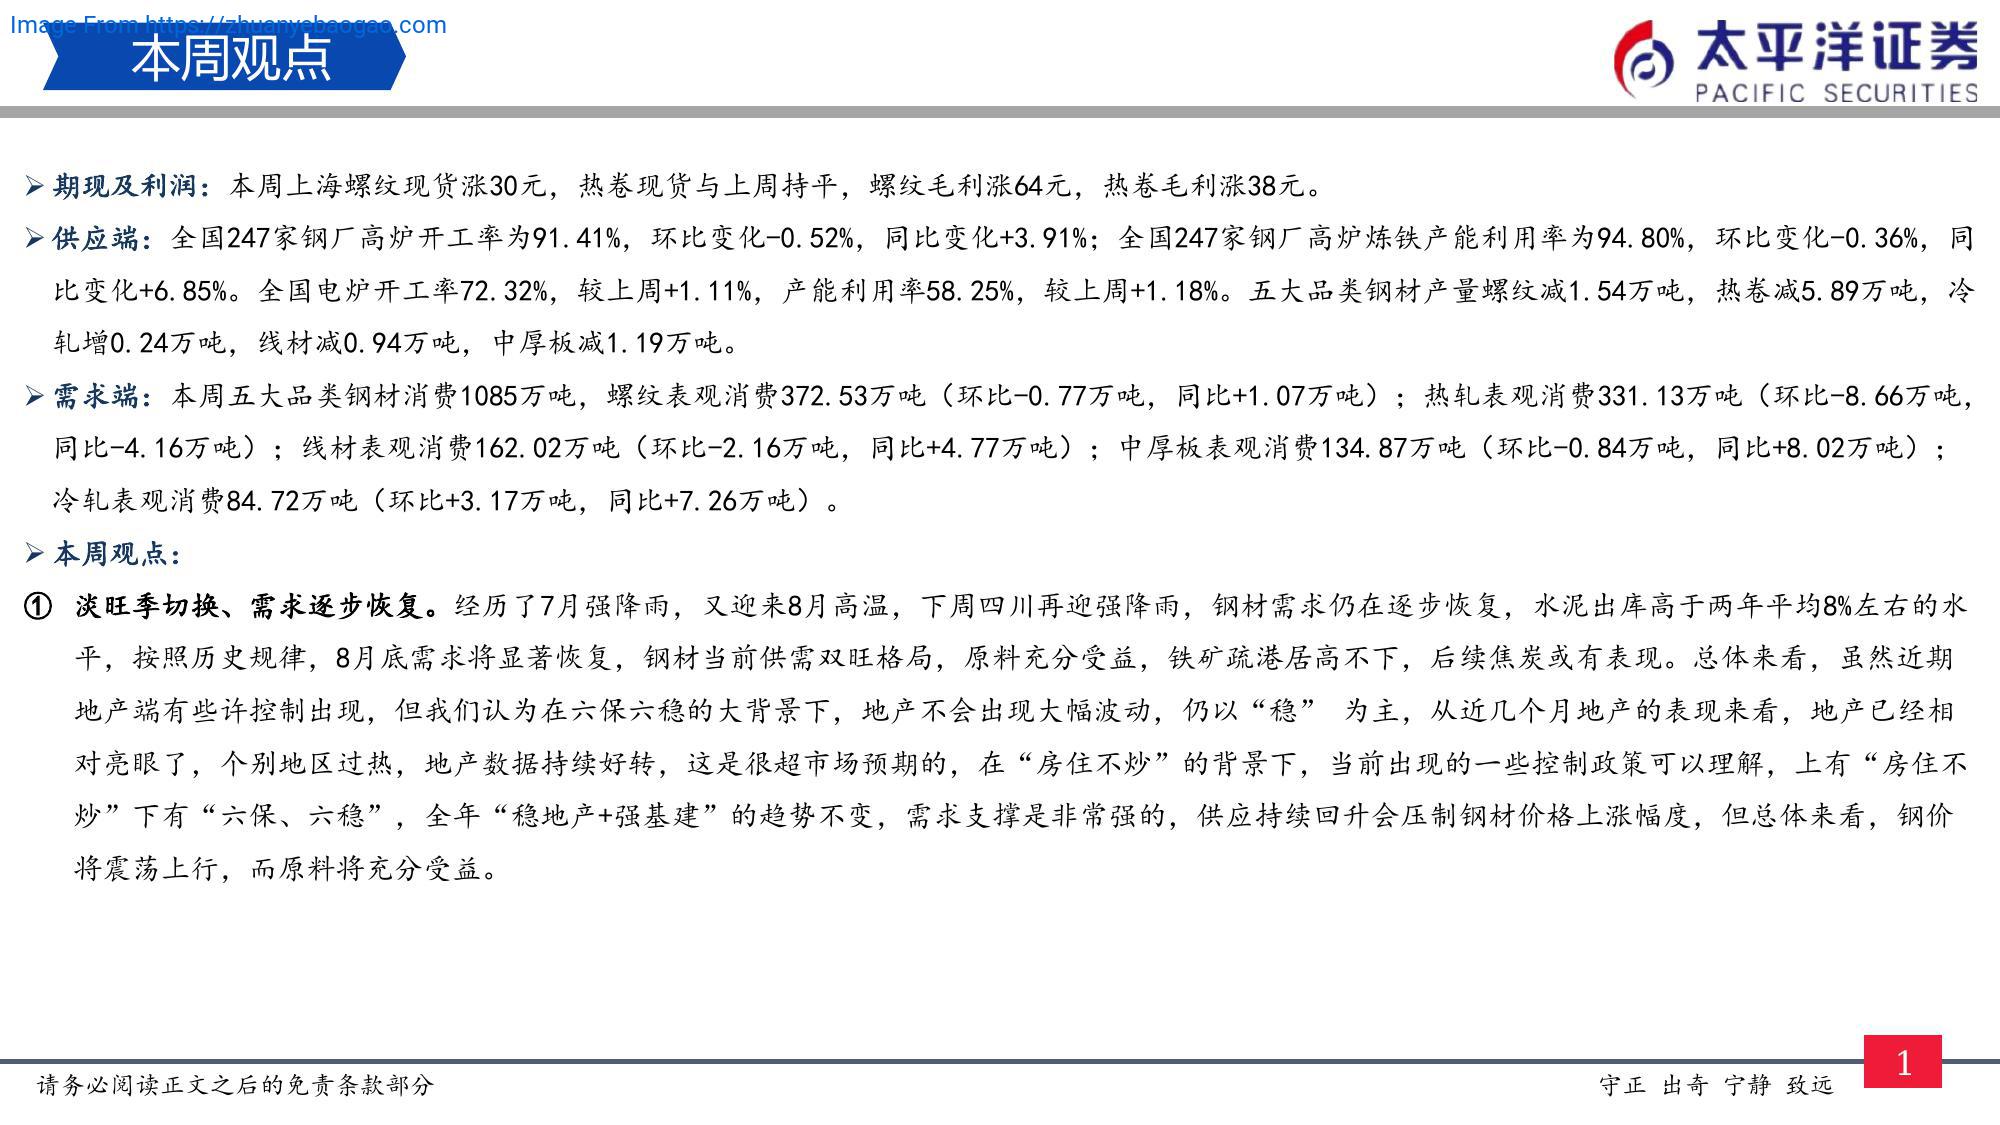 Image From https://zhuanyebaogao.com
本周观点
太平洋证券
PACIFIC SECURITIES
➢ 期现及利润：本周上海螺纹现货涨30元，热卷现货与上周持平，螺纹毛利涨64元，热卷毛利涨38元。
➢ 供应端：全国247家钢厂高炉开工率为91.41%，环比变化-0.52%，同比变化+3.91%；全国247家钢厂高炉炼铁产能利用率为94.80%，环比变化-0.36%，同
比变化+6.85%。全国电炉开工率72.32%，较上周+1.11%，产能利用率58.25%，较上周+1.18%。五大品类钢材产量螺纹减1.54万吨，热卷减5.89万吨，冷
轧增0.24万吨，线材减0.94万吨，中厚板减1.19万吨。
➢ 需求端：本周五大品类钢材消费1085万吨，螺纹表观消费372.53万吨（环比-0.77万吨，同比+1.07万吨）；热轧表观消费331.13万吨（环比-8.66万吨，
同比-4.16万吨）；线材表观消费162.02万吨（环比-2.16万吨，同比+4.77万吨）；中厚板表观消费134.87万吨（环比-0.84万吨，同比+8.02万吨）；
冷轧表观消费84.72万吨（环比+3.17万吨，同比+7.26万吨）。
➢ 本周观点：
① 淡旺季切换、需求逐步恢复。经历了7月强降雨，又迎来8月高温，下周四川再迎强降雨，钢材需求仍在逐步恢复，水泥出库高于两年平均8%左右的水
平，按照历史规律，8月底需求将显著恢复，钢材当前供需双旺格局，原料充分受益，铁矿疏港居高不下，后续焦炭或有表现。总体来看，虽然近期
地产端有些许控制出现，但我们认为在六保六稳的大背景下，地产不会出现大幅波动，仍以“稳” 为主，从近几个月地产的表现来看，地产已经相
对亮眼了，个别地区过热，地产数据持续好转，这是很超市场预期的，在“房住不炒”的背景下，当前出现的一些控制政策可以理解，上有“房住不
炒”下有“六保、六稳”，全年“稳地产+强基建”的趋势不变，需求支撑是非常强的，供应持续回升会压制钢材价格上涨幅度，但总体来看，钢价
将震荡上行，而原料将充分受益。
请务必阅读正文之后的免责条款部分
守正 出奇 宁静 致远
1